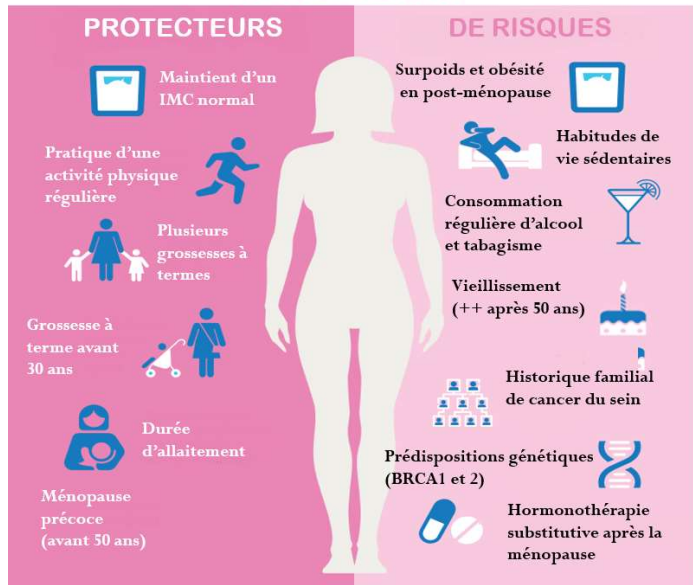 PROTECTEURS
Maintient d'un
IMC normal
Pratique d'une
activité physique
régulière
Plusieurs
grossesses à
termes
Grossesse à
terme avant
30 ans
Durée
d'allaitement
Ménopause
précoce
(avant 50 ans)
DE RISQUES
Surpoids et obésité
en post-ménopause
Habitudes de
vie sédentaires
Consommation
régulière d'alcool
et tabagisme
Vieillissement
(++ après 50 ans)
Historique familial
de cancer du sein
Prédispositions génétiques
(BRCA1 et 2)
Hormonothérapie
substitutive après la
ménopause